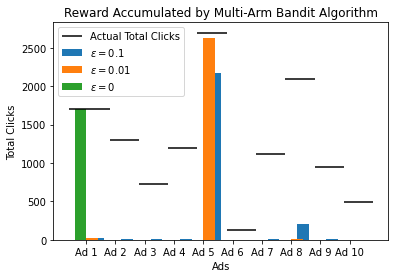 Reward Accumulated by Multi-Arm Bandit Algorithm
Actual Total Clicks
ε = 0.1
ε = 0.01
ε = 0
Total Clicks
2500
2000
1500
1000
500
0
Ad 1 Ad 2 Ad 3 Ad 4 Ad 5 Ad 6 Ad 7 Ad 8 Ad 9 Ad 10
Ads